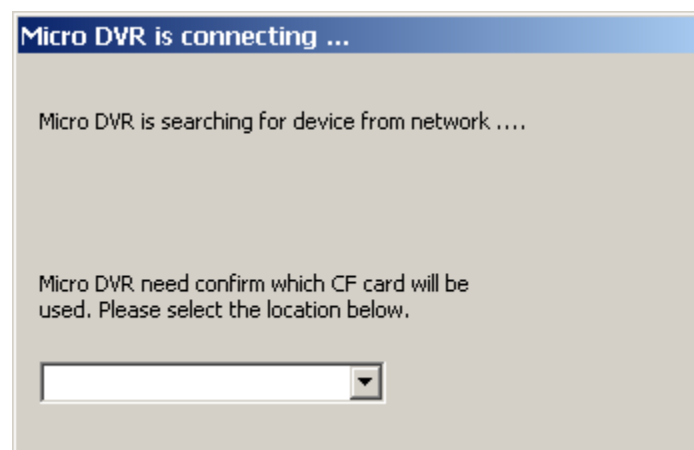 Micro DVR is connecting ...
Micro DVR is searching for device from network ....
Micro DVR need confirm which CF card will be
used. Please select the location below.